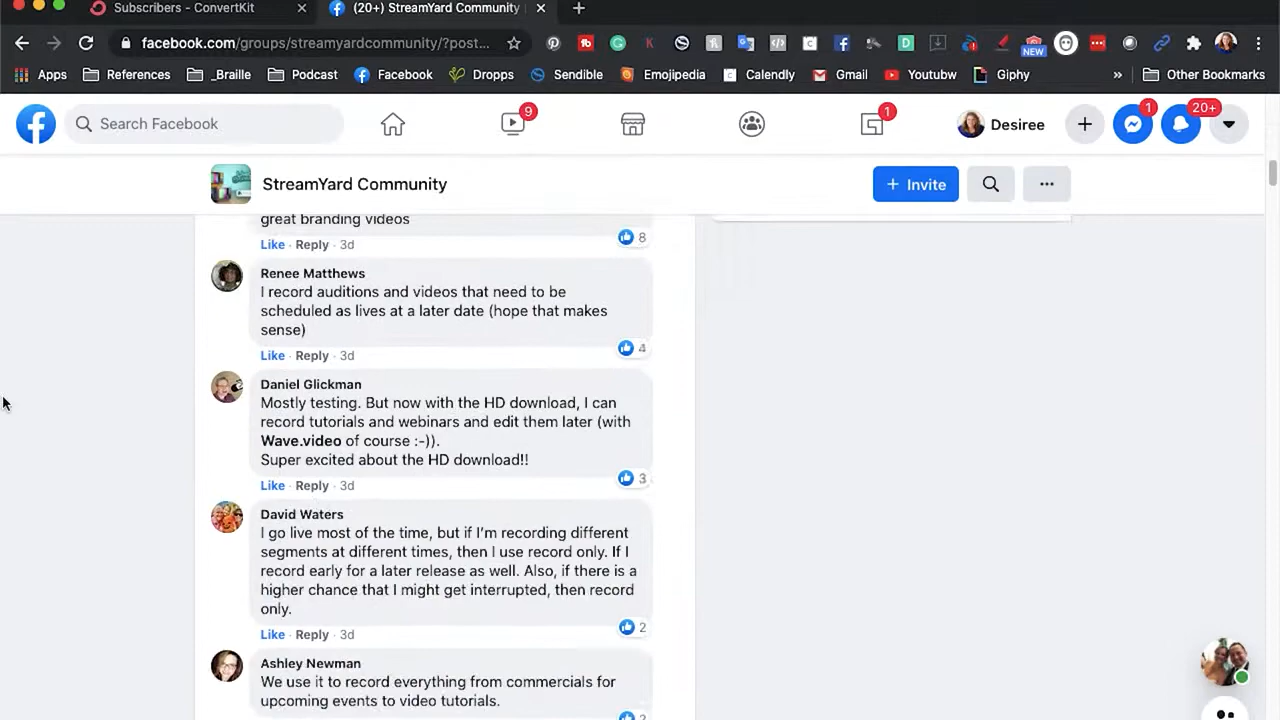 Subscribers - ConvertKit
(20+) StreamYard Community
facebook.com/groups/streamyardcommunity/?post...
NEW
Apps References _Braille Podcast Facebook Dropps Sendible Emojipedia Calendly Gmail Youtubw Giphy » Other Bookmarks
Search Facebook
9
1
Desiree
1
20+
StreamYard Community
+ Invite
great branding videos
Like · Reply · 3d
8
Renee Matthews
I record auditions and videos that need to be
scheduled as lives at a later date (hope that makes
sense)
Like · Reply · 3d
4
Daniel Glickman
Mostly testing. But now with the HD download, I can
record tutorials and webinars and edit them later (with
Wave.video of course :-)).
Super excited about the HD download!!
Like · Reply · 3d
3
David Waters
I go live most of the time, but if I'm recording different
segments at different times, then I use record only. If I
record early for a later release as well. Also, if there is a
higher chance that I might get interrupted, then record
only.
Like · Reply · 3d
2
Ashley Newman
We use it to record everything from commercials for
upcoming events to video tutorials.